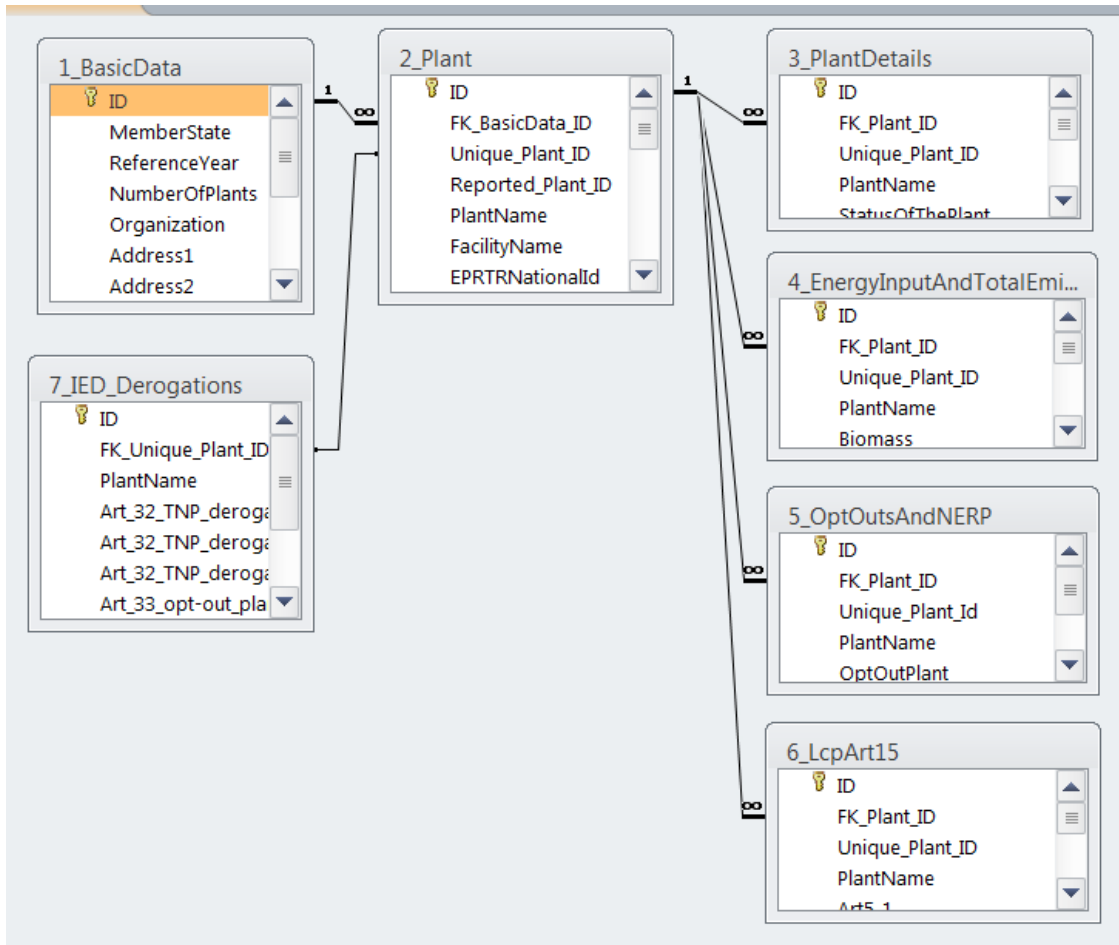 1_BasicData
ID
MemberState
ReferenceYear
NumberOfPlants
Organization
Address1
Address2
1
∞
2_Plant
ID
FK_BasicData_ID
Unique_Plant_ID
Reported_Plant_ID
PlantName
FacilityName
EPRTRNationalId
1
∞
∞
∞
∞
3_PlantDetails
ID
FK_Plant_ID
Unique_Plant_ID
PlantName
StatusOfThePlant
4_EnergyInputAndTotalEmi...
ID
FK_Plant_ID
Unique_Plant_ID
PlantName
Biomass
5_OptOutsAndNERP
ID
FK_Plant_ID
Unique_Plant_Id
PlantName
OptOutPlant
6_LcpArt15
ID
FK_Plant_ID
Unique_Plant_ID
PlantName
Art5_1
7_IED_Derogations
ID
FK_Unique_Plant_ID
PlantName
Art_32_TNP_deroga
Art_32_TNP_deroga
Art_32_TNP_deroga
Art_33_opt-out_pla